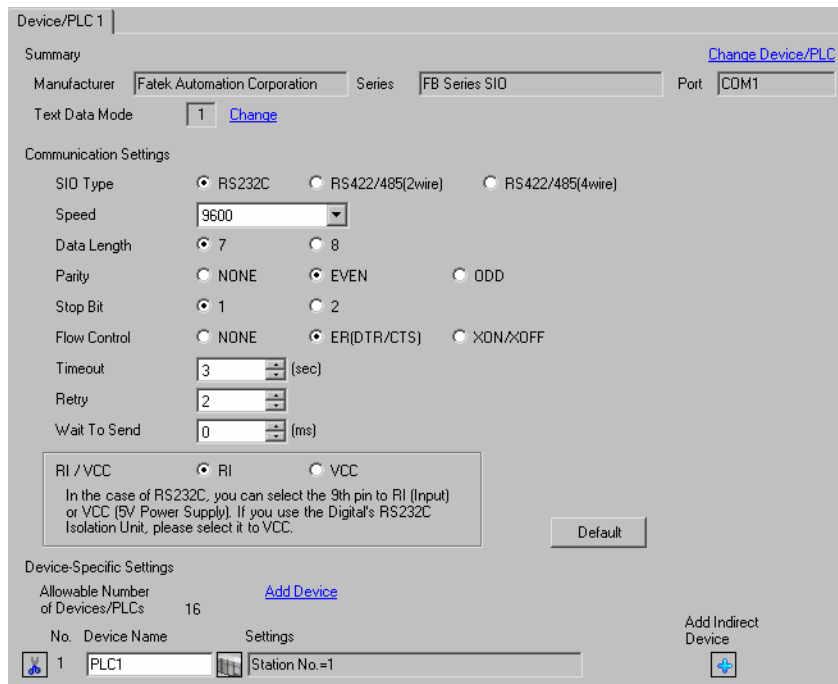 Device/PLC 1
Summary
Change Device/PLC
Manufacturer Fatek Automation Corporation Series FB Series SIO Port COM1
Text Data Mode 1 Change
Communication Settings
SIO Type RS232C RS422/485(2wire) RS422/485(4wire)
Speed 9600
Data Length 7 8
Parity NONE EVEN ODD
Stop Bit 1 2
Flow Control NONE ER(DTR/CTS) XON/XOFF
Timeout 3 (sec)
Retry 2
Wait To Send 0 (ms)
RI / VCC RI VCC
In the case of RS232C, you can select the 9th pin to RI (Input)
or VCC (5V Power Supply). If you use the Digital's RS232C
Isolation Unit, please select it to VCC.
Default
Device-Specific Settings
Allowable Number
of Devices/PLCs 16
Add Device
Add Indirect
Device
No. Device Name Settings
1 PLC1 Station No.=1